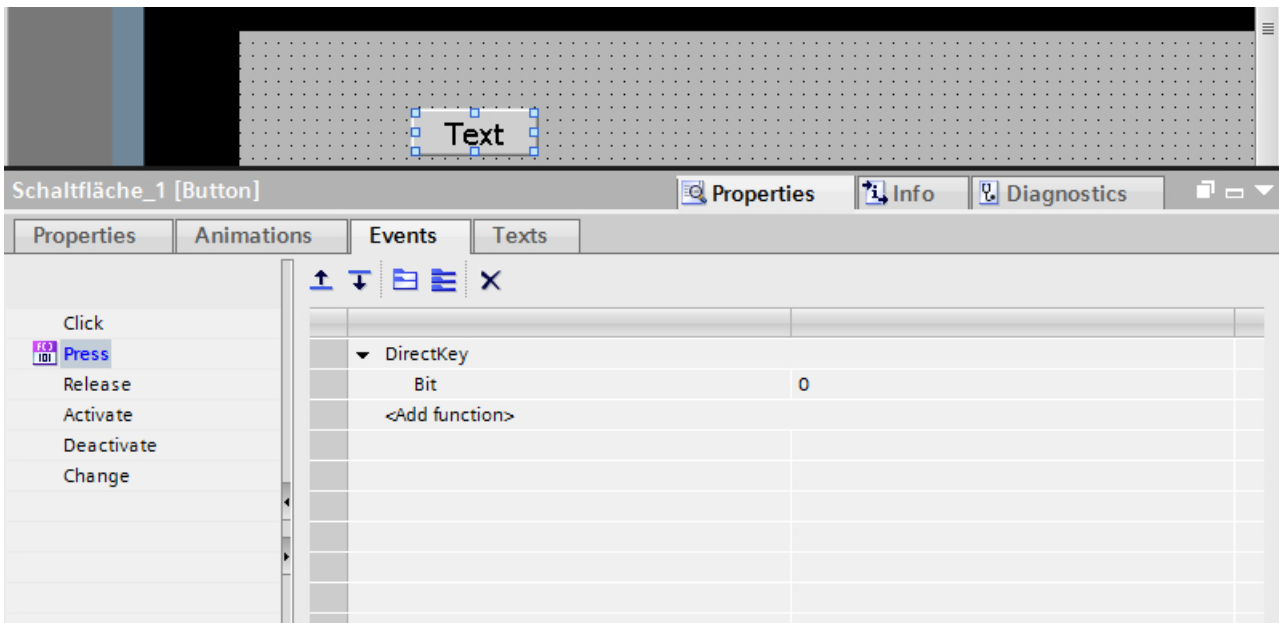 Text
Schaltfläche_1 [Button]
Properties Info Diagnostics
Properties Animations Events Texts
Click
Press DirectKey
Release Bit 0
Activate <Add function>
Deactivate
Change